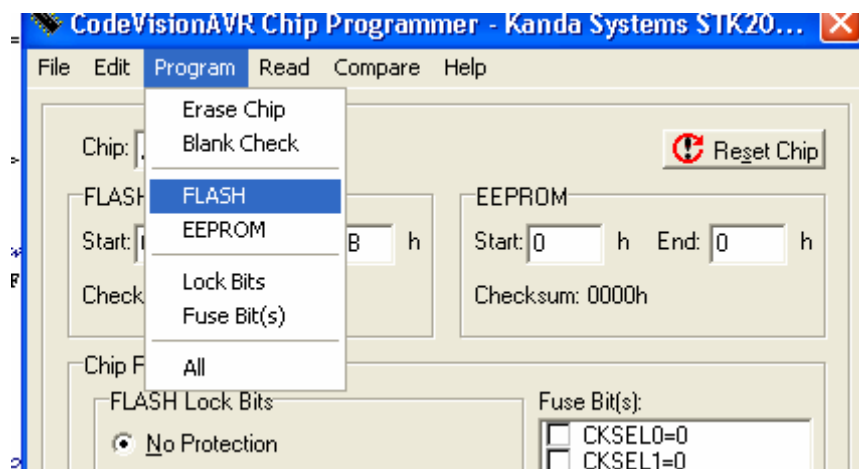 CodeVisionAVR Chip Programmer - Kanda Systems STK20...
File Edit Program Read Compare Help
Erase Chip
Blank Check
FLASH
EEPROM
Lock Bits
Fuse Bit(s)
All
Chip:
Reset Chip
FLASH
Start: B h
Check
EEPROM
Start: 0 h End: 0 h
Checksum: 0000h
Chip F
FLASH Lock Bits
No Protection
Fuse Bit(s):
CKSEL0=0
CKSEL1=0